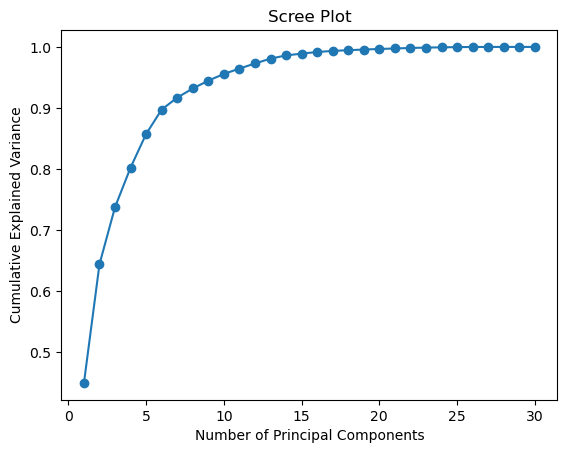 Scree Plot
Cumulative Explained Variance
1.0
0.9
0.8
0.7
0.6
0.5
0 5 10 15 20 25 30
Number of Principal Components